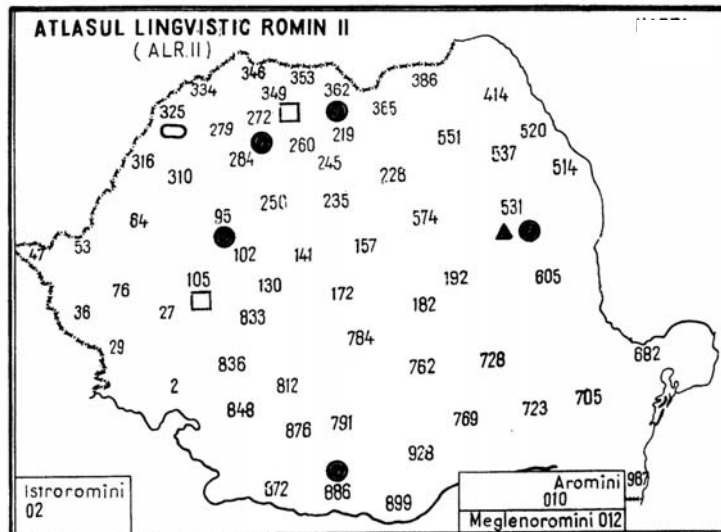 ATLASUL LINGVISTIC ROMIN II
(ALR.II)
346 353
334 349 362 386
325 272 365 414
279 219 520
284 260 551 537
316 245 514
310 228
250 235 531
64 95 574
47 53 102 141 157
192 605
76 105 130 172 182
36 27 833
784
29 836 762 728 682
2 812
848 791 769 723 705
876
928
872 886 899 987
Istroromini
02
Aromini
010
Meglenoromini 012